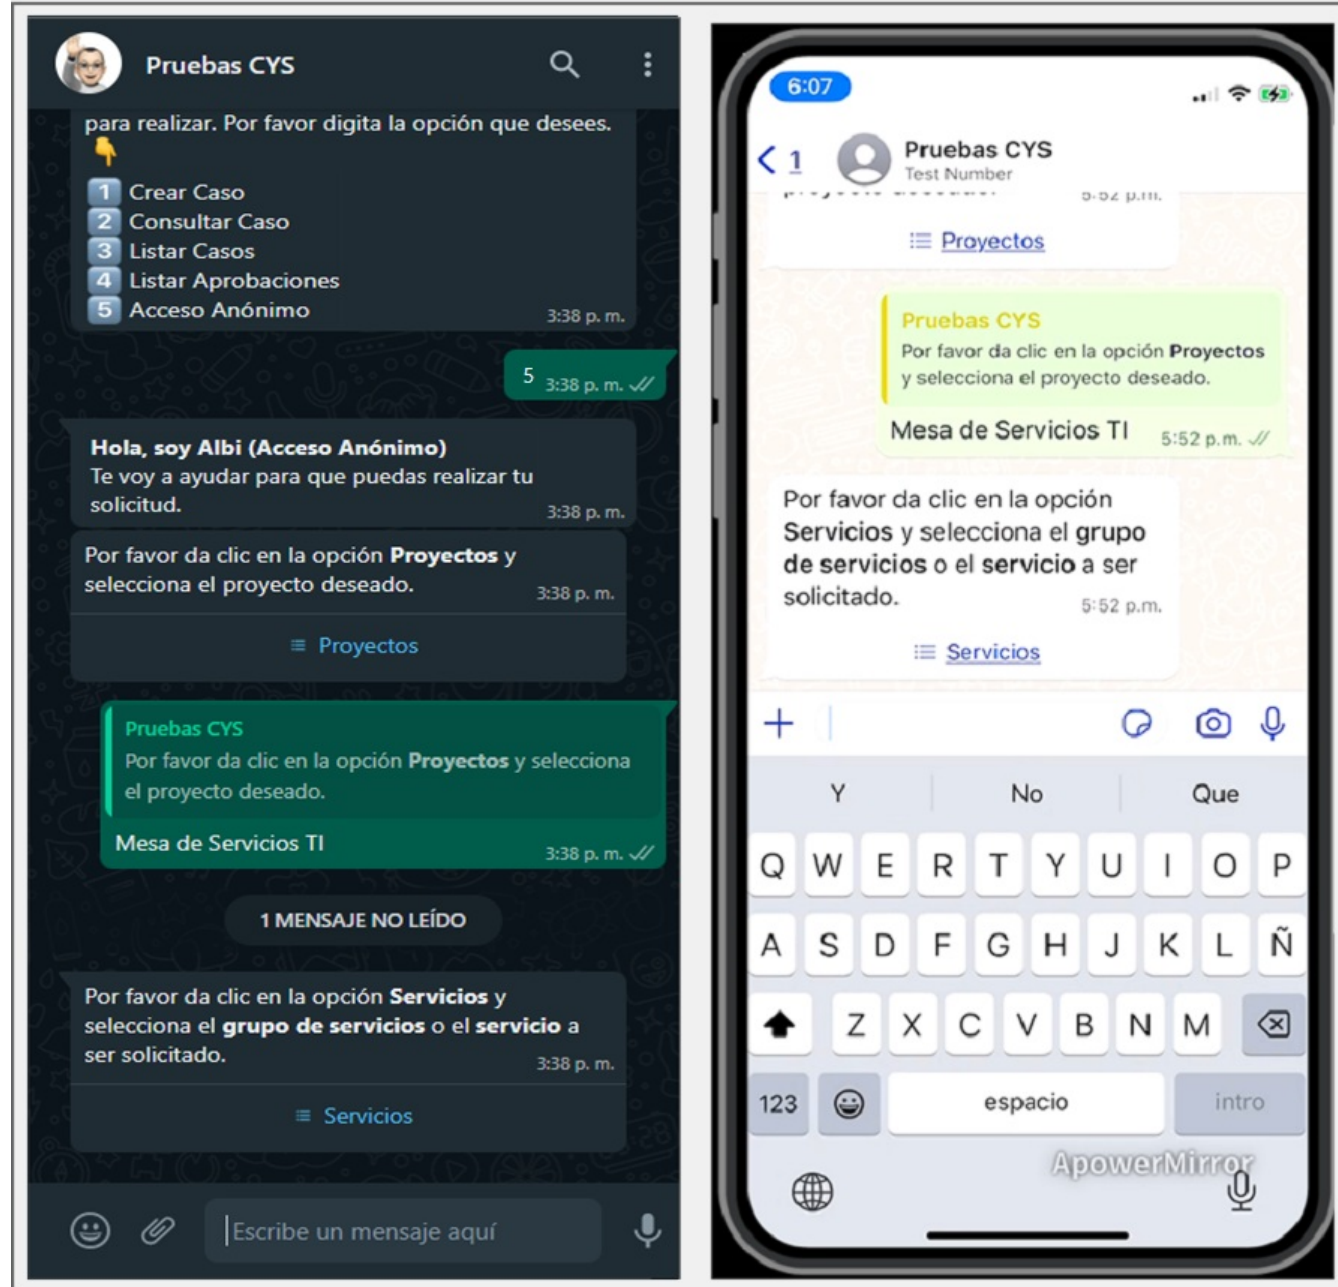 Pruebas CYS
para realizar. Por favor digita la opción que desees.
👇
1 Crear Caso
2 Consultar Caso
3 Listar Casos
4 Listar Aprobaciones
5 Acceso Anónimo
3:38 p. m.
5 3:38 p. m.
Hola, soy Albi (Acceso Anónimo)
Te voy a ayudar para que puedas realizar tu
solicitud.
3:38 p. m.
Por favor da clic en la opción Proyectos y
selecciona el proyecto deseado.
3:38 p. m.
Proyectos
Pruebas CYS
Por favor da clic en la opción Proyectos y selecciona
el proyecto deseado.
Mesa de Servicios TI
3:38 p. m.
1 MENSAJE NO LEÍDO
Por favor da clic en la opción Servicios y
selecciona el grupo de servicios o el servicio a
ser solicitado.
3:38 p. m.
Servicios
Escribe un mensaje aquí
6:07
1
Pruebas CYS
Test Number
5:52 p.m.
Proyectos
Pruebas CYS
Por favor da clic en la opción Proyectos
y selecciona el proyecto deseado.
Mesa de Servicios TI 5:52 p.m.
Por favor da clic en la opción
Servicios y selecciona el grupo
de servicios o el servicio a ser
solicitado.
5:52 p.m.
Servicios
Y No Que
Q W E R T Y U I O P
A S D F G H J K L Ñ
Z X C V B N M
123 espacio intro
ApowerMirror